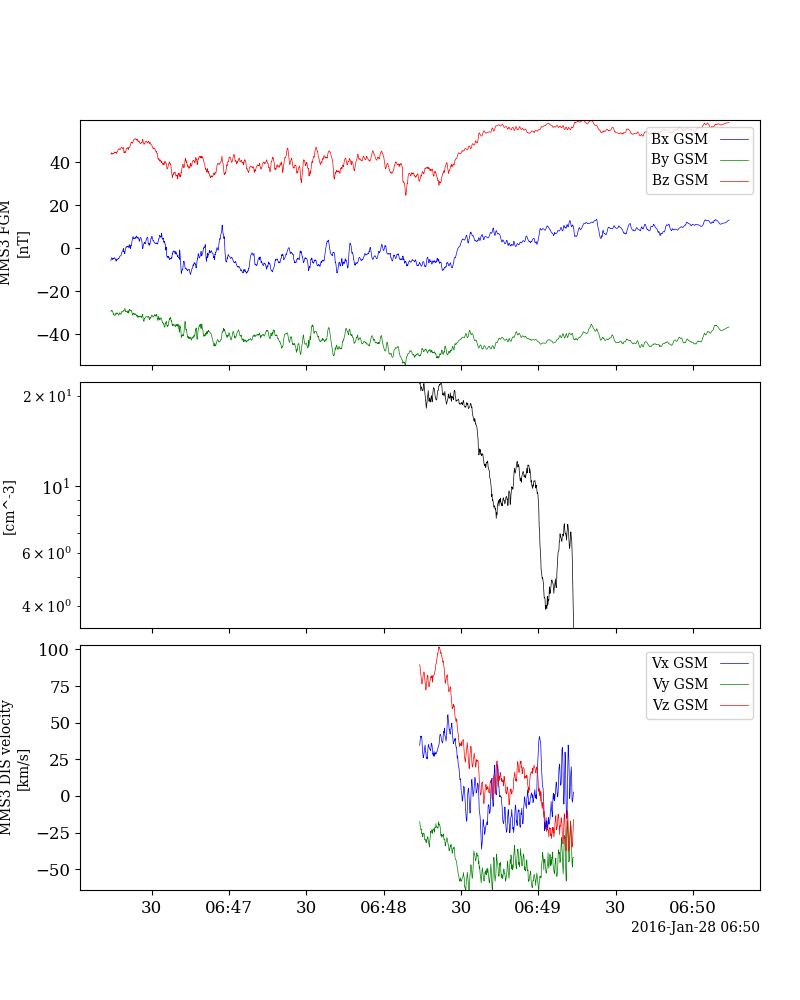 MMS3 FGM
[nT]
40
20
0
−20
−40
Bx GSM
By GSM
Bz GSM
[cm^-3]
2 × 10¹
10¹
6 × 10⁰
4 × 10⁰
MMS3 DIS velocity
[km/s]
100
75
50
25
0
−25
−50
Vx GSM
Vy GSM
Vz GSM
30 06:47 30 06:48 30 06:49 30 06:50
2016-Jan-28 06:50